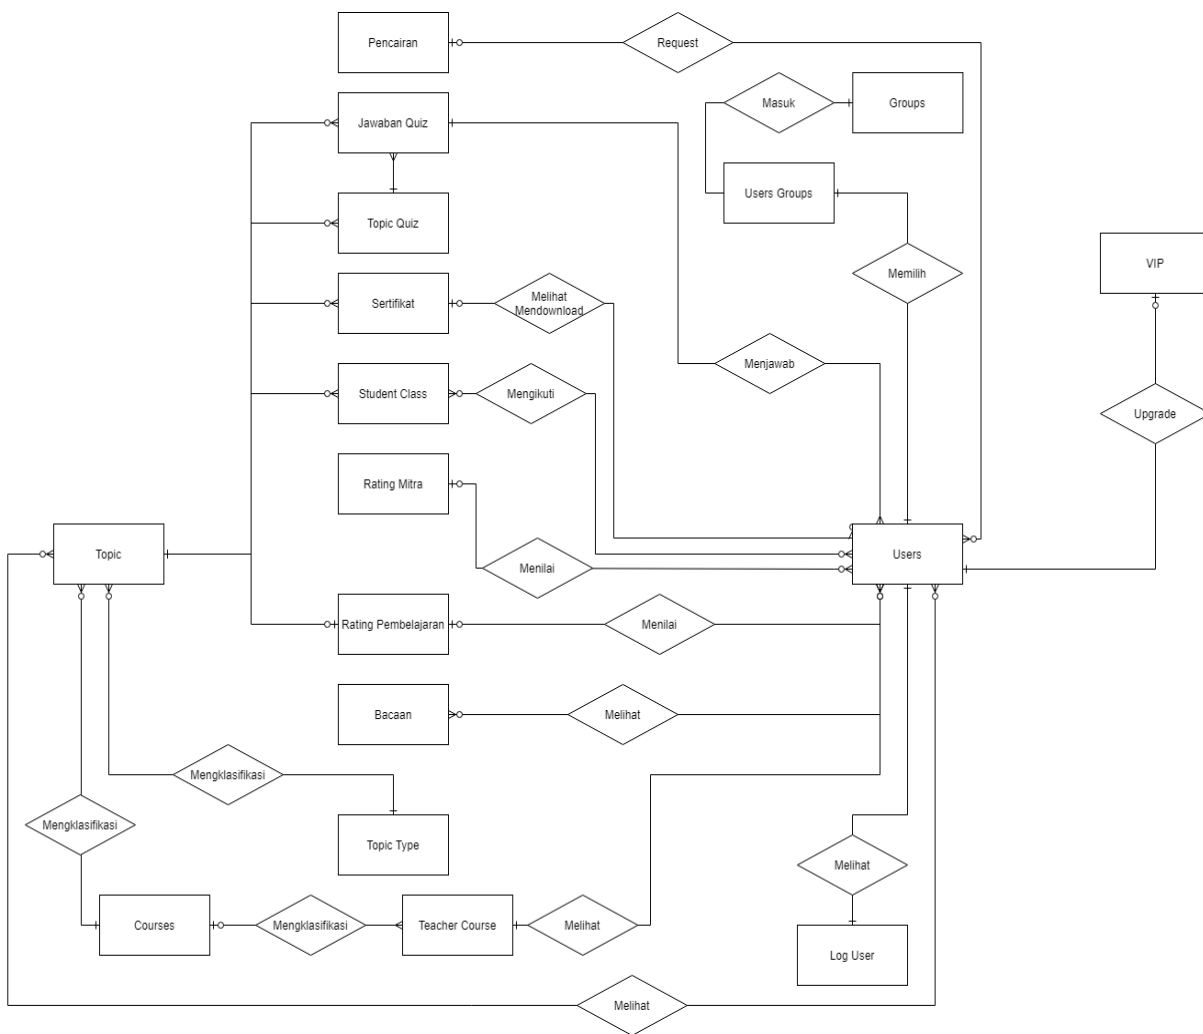 Pencairan
Request
Masuk
Groups
Jawaban Quiz
Users Groups
Topic Quiz
VIP
Memilih
Sertifikat
Melihat
Mendownload
Menjawab
Student Class
Mengikuti
Upgrade
Rating Mitra
Topic
Menilai
Users
Rating Pembelajaran
Menilai
Bacaan
Melihat
Mengklasifikasi
Mengklasifikasi
Topic Type
Melihat
Courses
Mengklasifikasi
Teacher Course
Melihat
Log User
Melihat